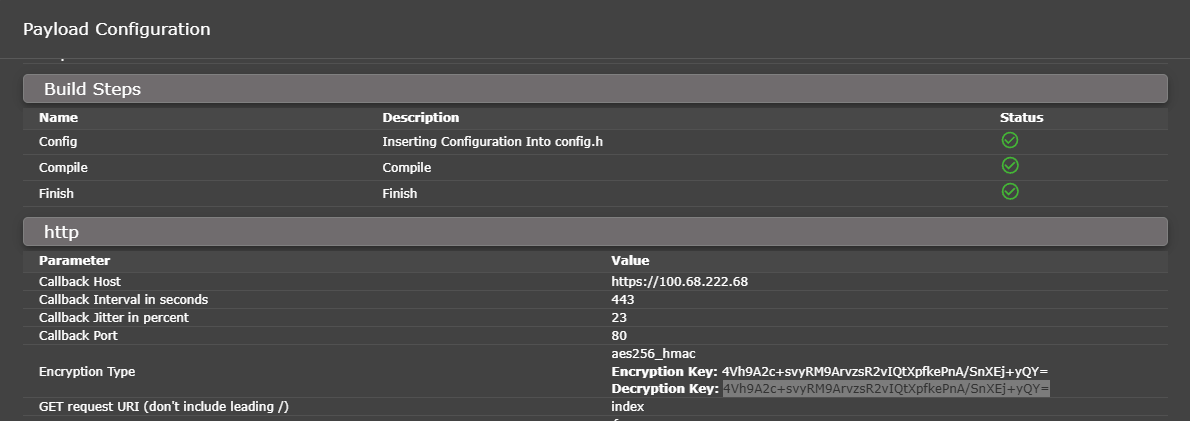 Payload Configuration
Build Steps
Name Description Status
Config Inserting Configuration Into config.h
Compile Compile
Finish Finish
http
Parameter Value
Callback Host https://100.68.222.68
Callback Interval in seconds 443
Callback Jitter in percent 23
Callback Port 80
aes256_hmac
Encryption Type Encryption Key: 4Vh9A2c+svyRM9ArvzsR2vIQtXpfkePnA/SnXEj+yQY=
Decryption Key: 4Vh9A2c+svyRM9ArvzsR2vIQtXpfkePnA/SnXEj+yQY=
GET request URI (don't include leading /) index